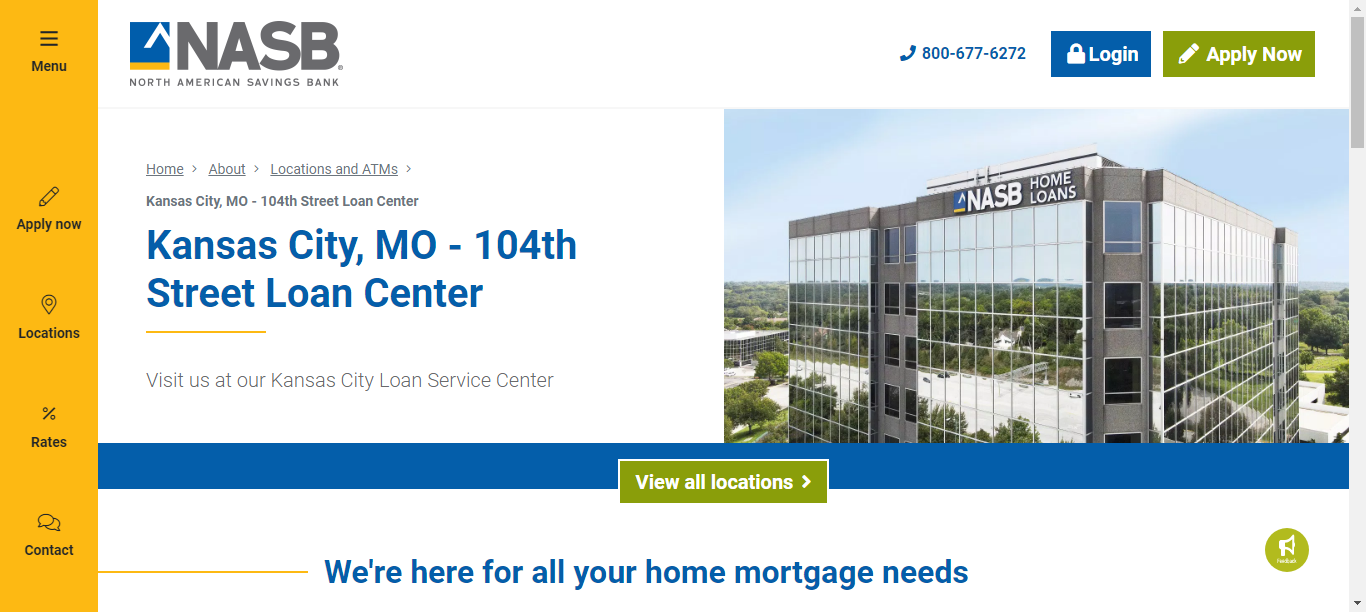 Menu
Apply now
Locations
Rates
Contact
NASB®
NORTH AMERICAN SAVINGS BANK
800-677-6272
Login
Apply Now
Home > About > Locations and ATMs >
Kansas City, MO - 104th Street Loan Center
Kansas City, MO - 104th
Street Loan Center
Visit us at our Kansas City Loan Service Center
NASB HOME
LOANS
View all locations
We're here for all your home mortgage needs
Feedback